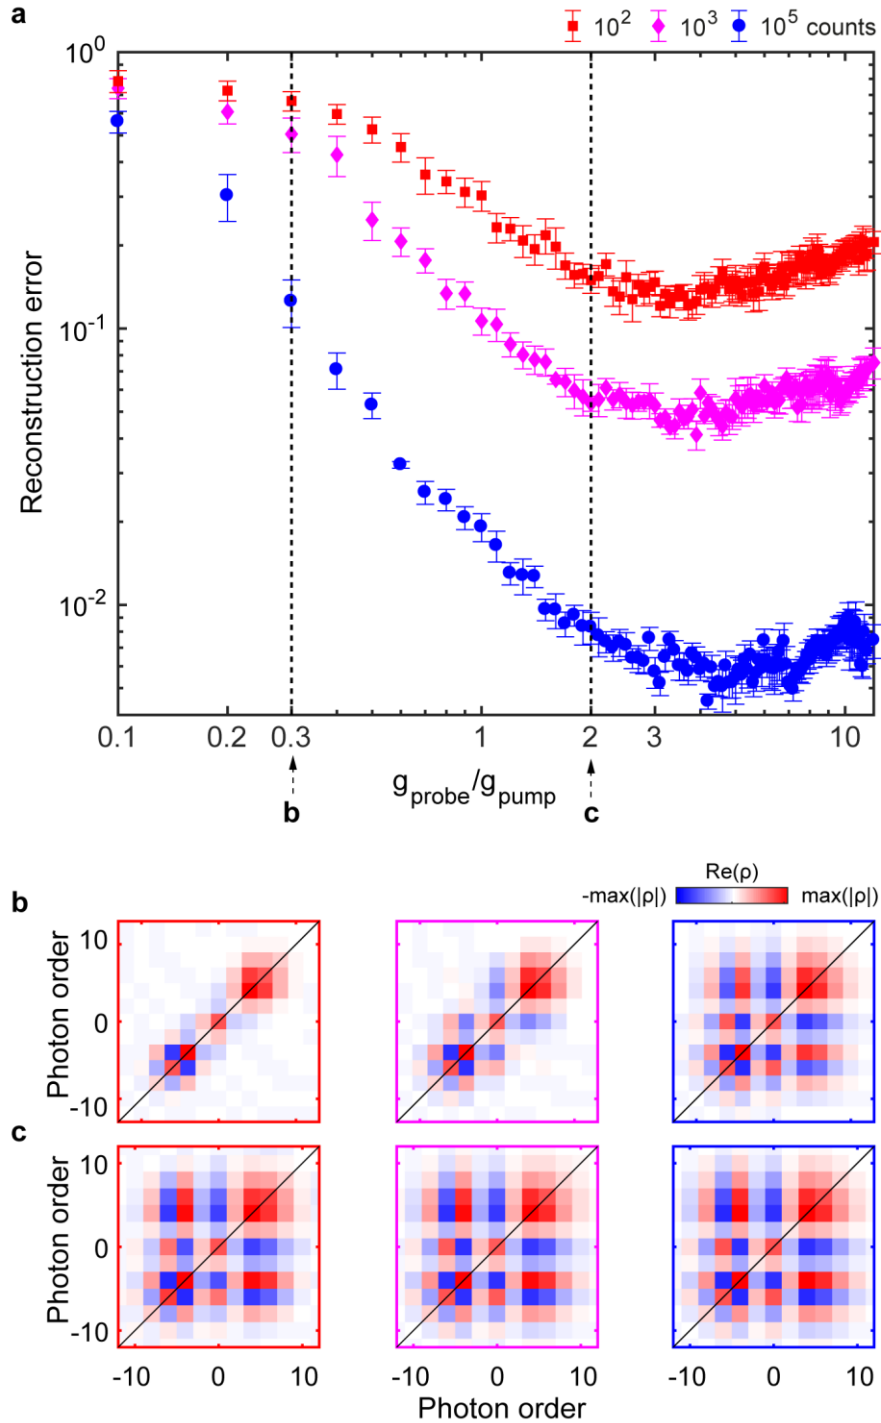 a
10² 10³ 10⁵ counts
10⁰
10⁻¹
10⁻²
Reconstruction error
0.1 0.2 0.3 1 2 3 10
g_probe/g_pump
b c
Re(ρ)
-max(|ρ|) max(|ρ|)
b
10
0
-10
Photon order
c
10
0
-10
Photon order
-10 0 10 -10 0 10 -10 0 10
Photon order